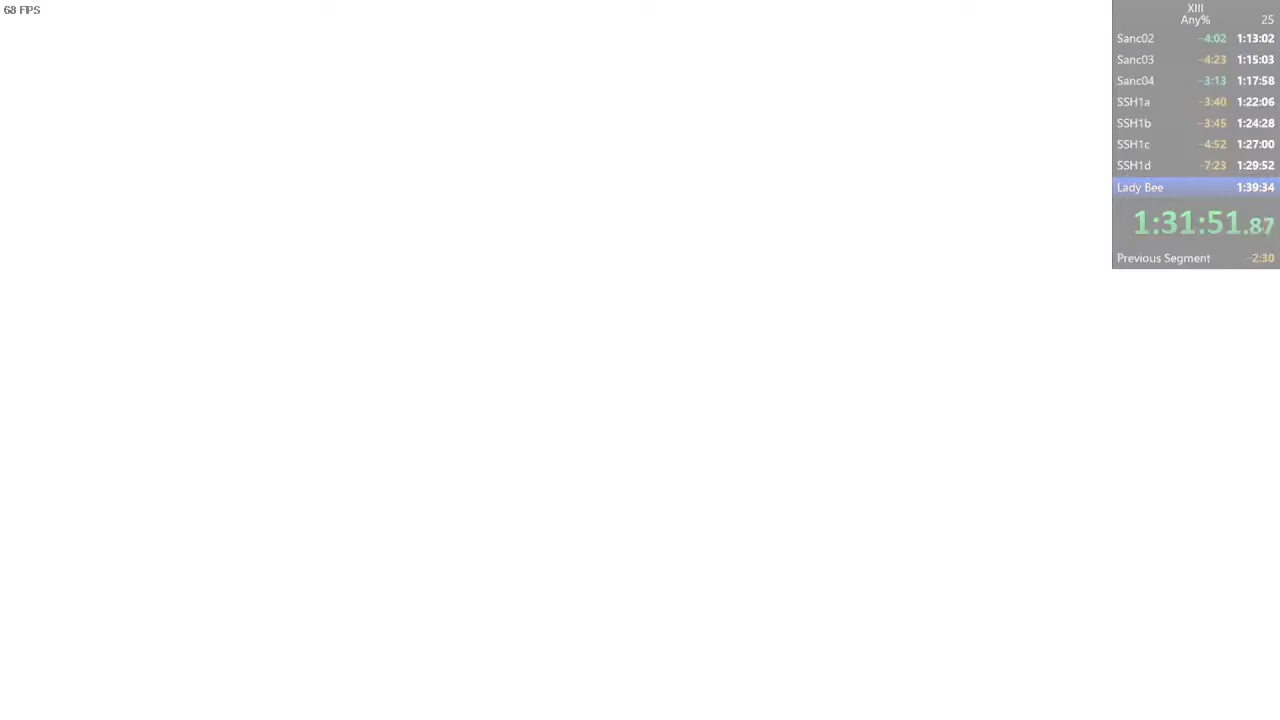 68 FPS
XIII
Any% 25
Sanc02 -4:02 1:13:02
Sanc03 -4:23 1:15:03
Sanc04 -3:13 1:17:58
SSH1a -3:40 1:22:06
SSH1b -3:45 1:24:28
SSH1c -4:52 1:27:00
SSH1d -7:23 1:29:52
Lady Bee 1:39:34
1:31:51.87
Previous Segment -2:30